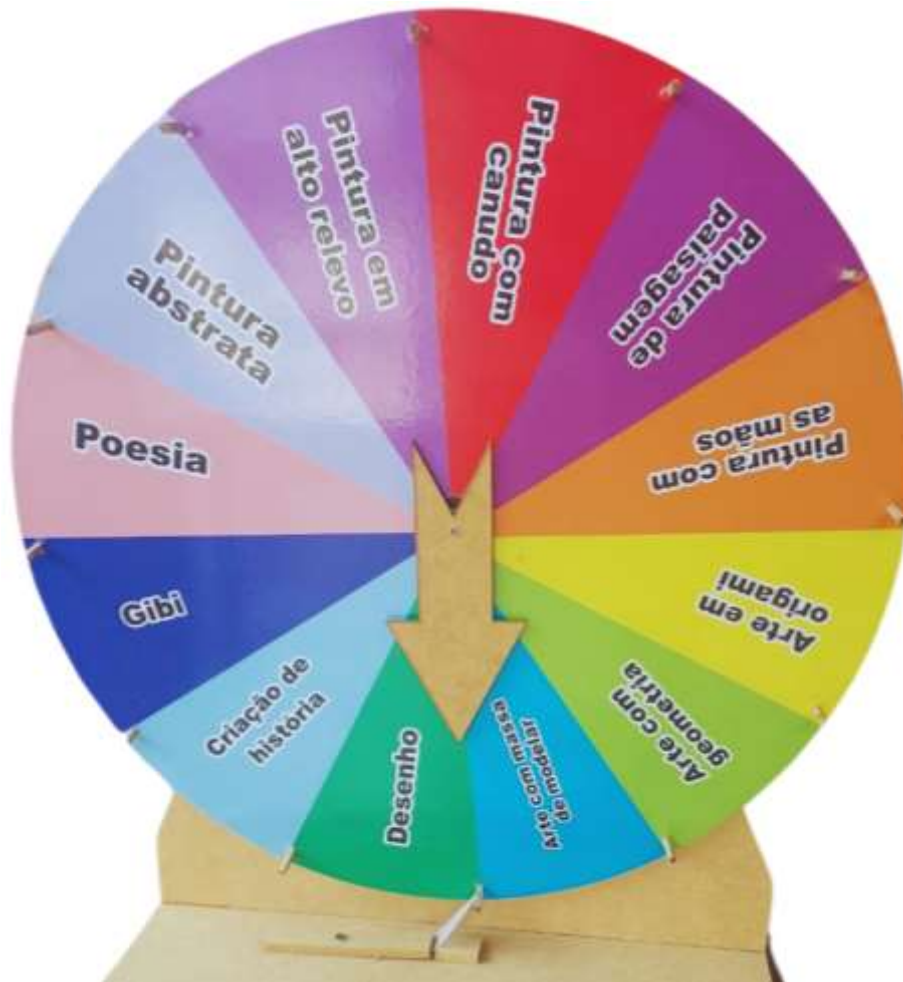 Pintura com
canudo
Pintura de
paisagem
Pintura com
as mãos
Arte em
origami
Arte com
geometria
Arte com massa
de modelar
Desenho
Criação de
história
Gibi
Poesia
Pintura
abstrata
Pintura em
alto relevo